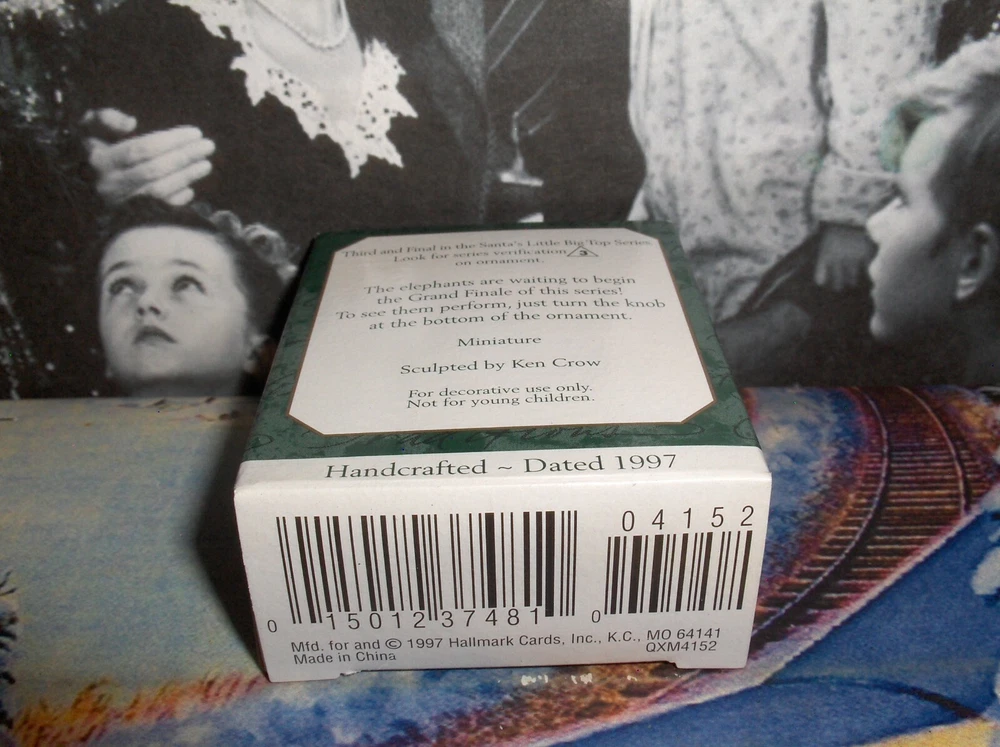 Third and Final in the Santa's Little Big Top Series.
Look for series verification 3
on ornament.
The elephants are waiting to begin
the Grand Finale of this series!
To see them perform, just turn the knob
at the bottom of the ornament.
Miniature
Sculpted by Ken Crow
For decorative use only.
Not for young children.
Handcrafted ~ Dated 1997
04152
0 15012 37481 0
Mfd. for and © 1997 Hallmark Cards, Inc., K.C., MO 64141
Made in China QXM4152